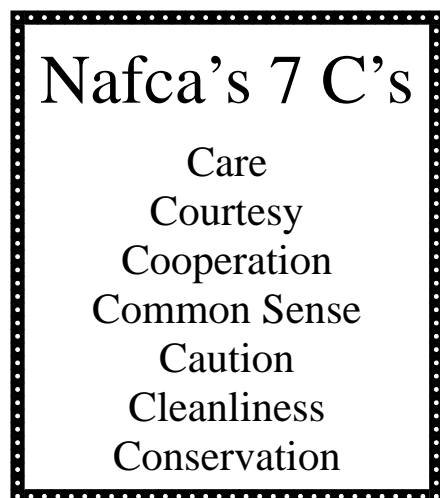 Nafca’s 7 C’s
Care
Courtesy
Cooperation
Common Sense
Caution
Cleanliness
Conservation